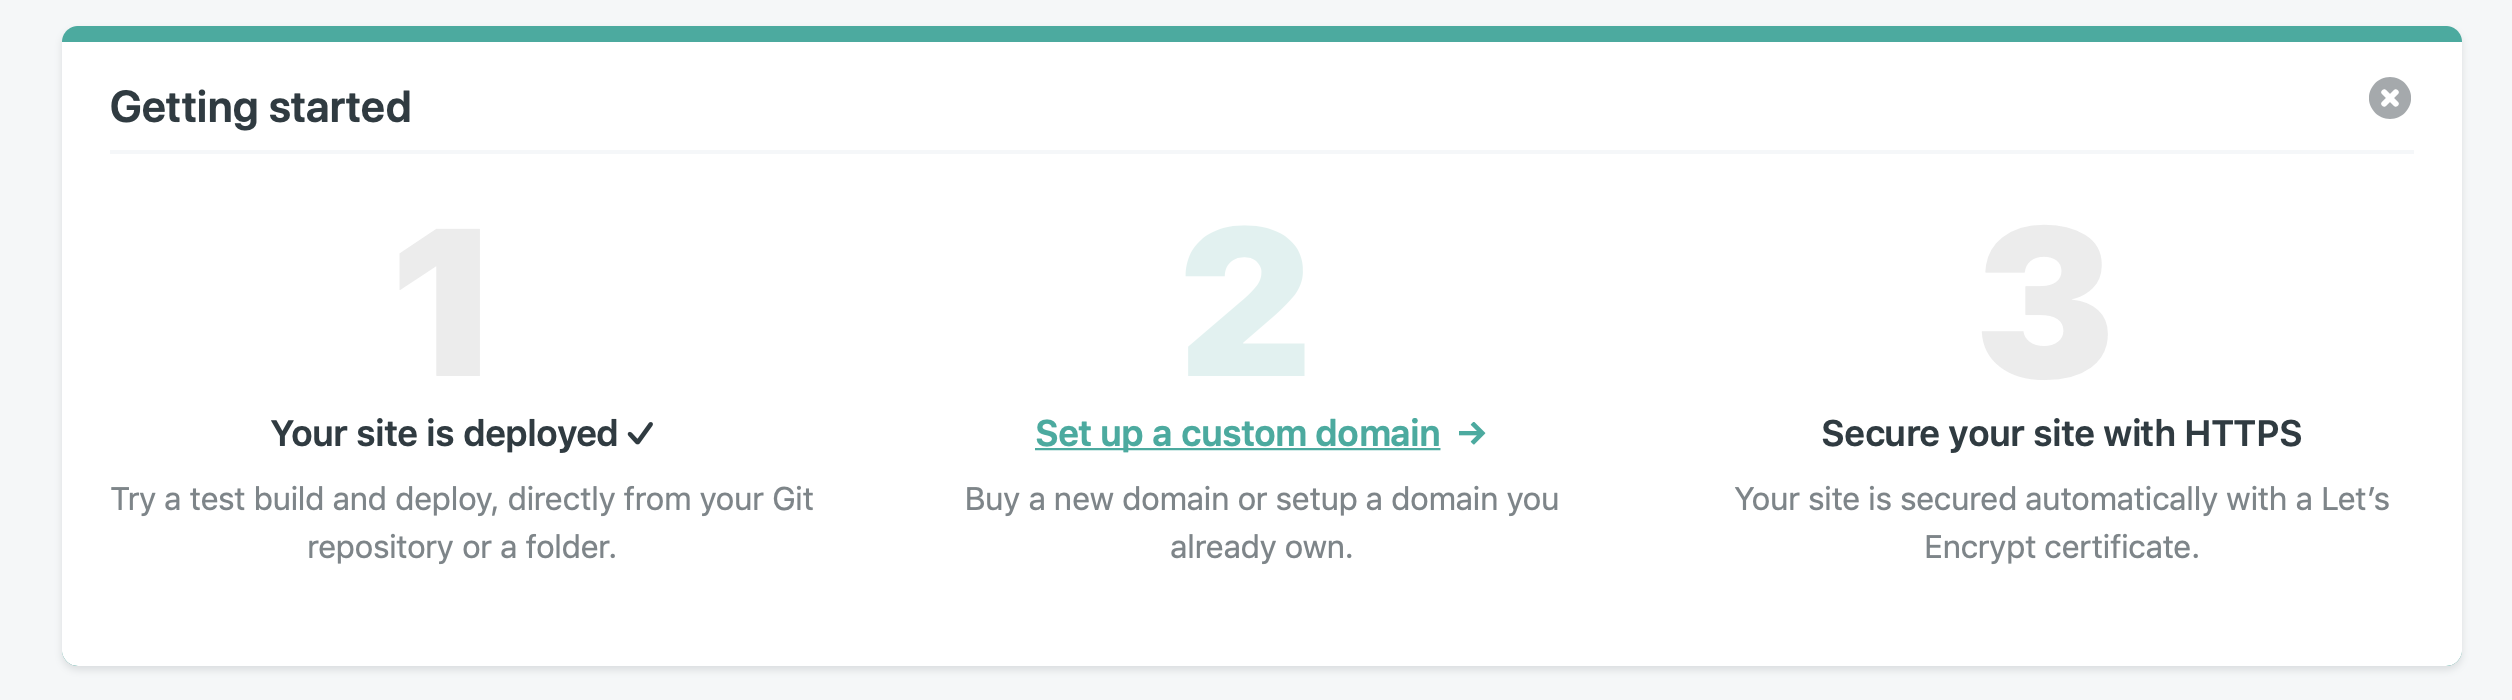 Getting started
1
Your site is deployed ✓
Try a test build and deploy, directly from your Git
repository or a folder.
2
Set up a custom domain →
Buy a new domain or setup a domain you
already own.
3
Secure your site with HTTPS
Your site is secured automatically with a Let’s
Encrypt certificate.